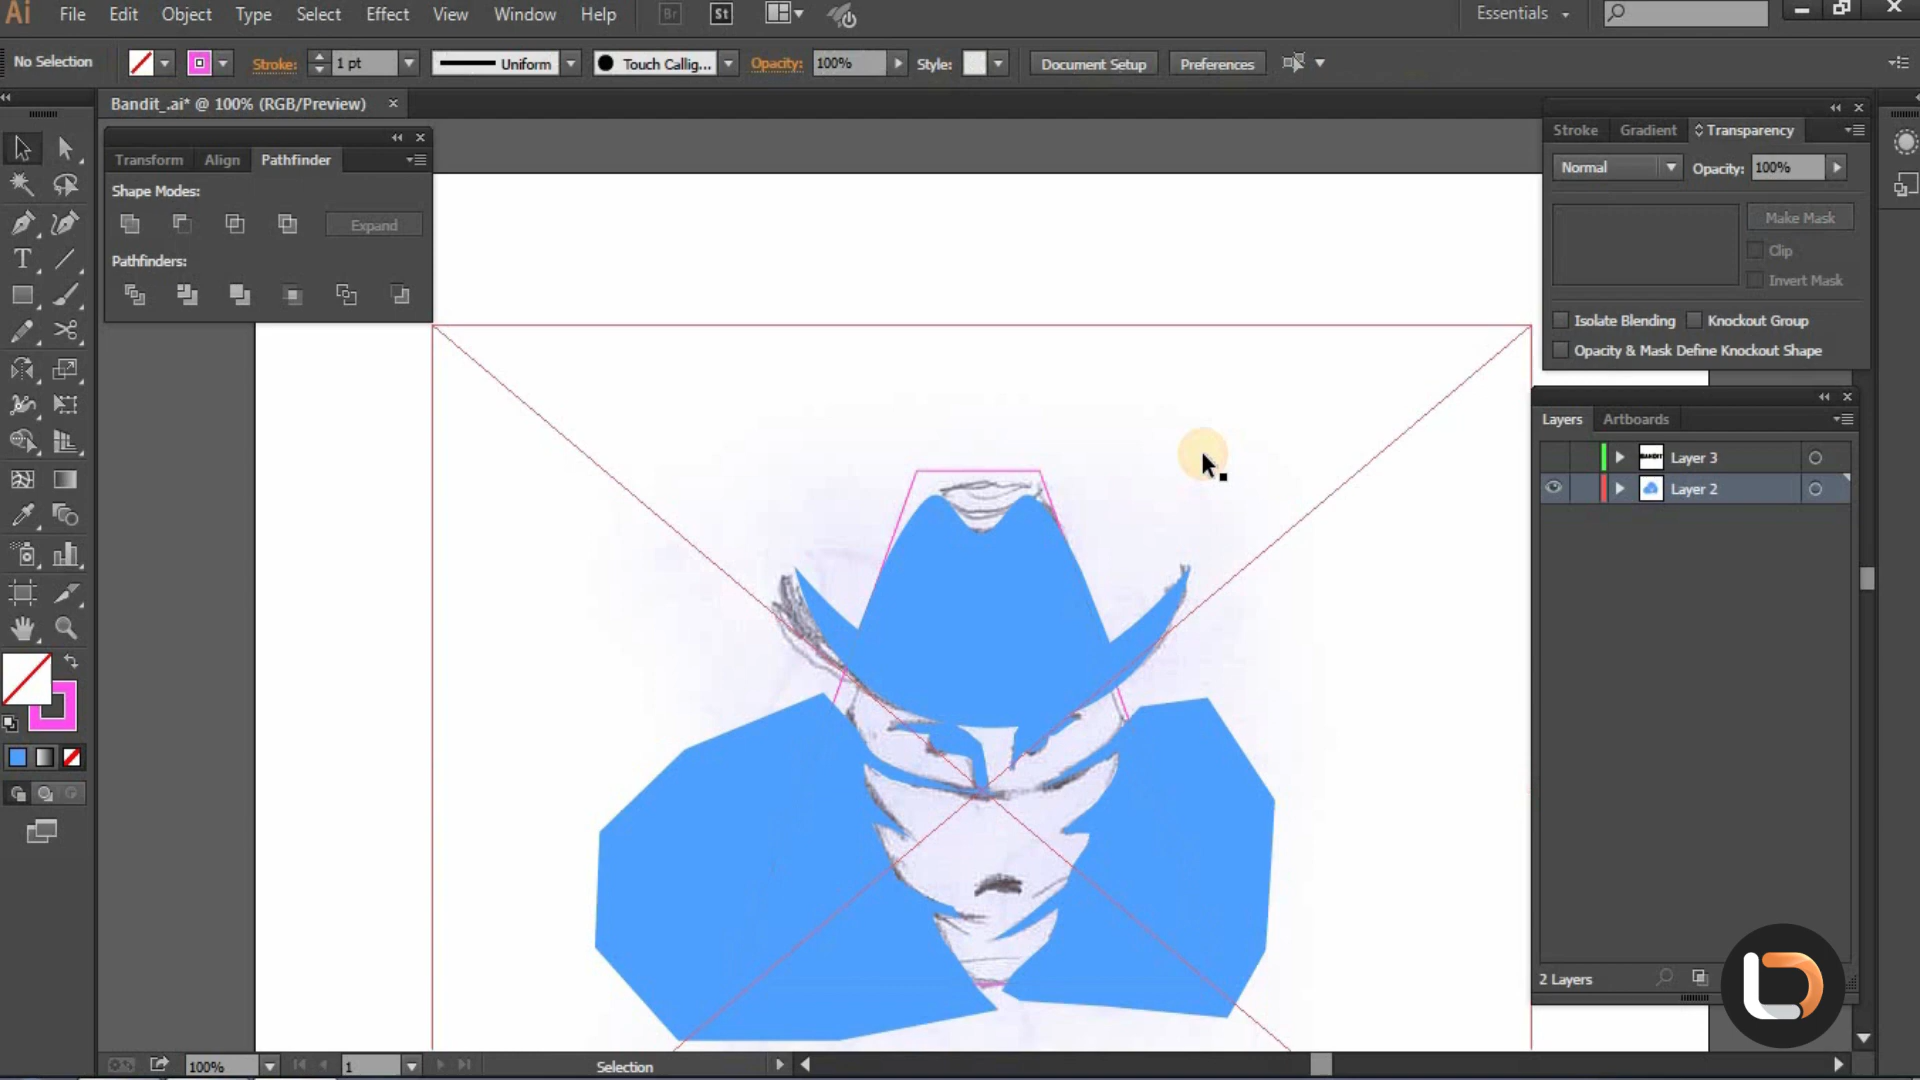 Ai File Edit Object Type Select Effect View Window Help Br St Essentials
No Selection Stroke: 1 pt Uniform Touch Callig... Opacity: 100% Style: Document Setup Preferences
Bandit_.ai* @ 100% (RGB/Preview)
Transform Align Pathfinder
Shape Modes:
Expand
Pathfinders:
Stroke Gradient Transparency
Normal Opacity: 100%
Make Mask
Clip
Invert Mask
Isolate Blending Knockout Group
Opacity & Mask Define Knockout Shape
Layers Artboards
BANDIT Layer 3
Layer 2
2 Layers
100% 1 Selection